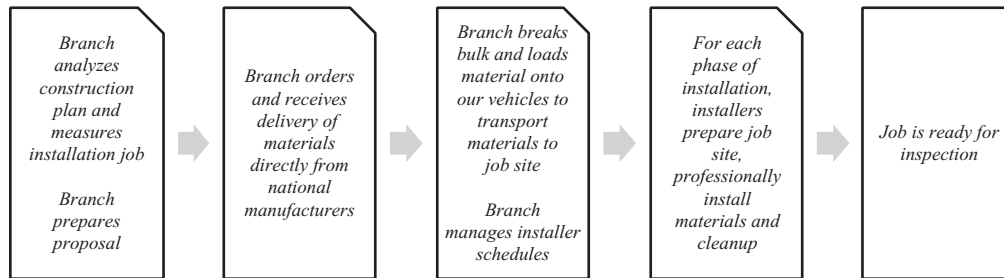 Branch
analyzes
construction
plan and
measures
installation job
Branch
prepares
proposal
Branch orders
and receives
delivery of
materials
directly from
national
manufacturers
Branch breaks
bulk and loads
material onto
our vehicles to
transport
materials to
job site
Branch
manages installer
schedules
For each
phase of
installation,
installers
prepare job
site,
professionally
install
materials and
cleanup
Job is ready for
inspection